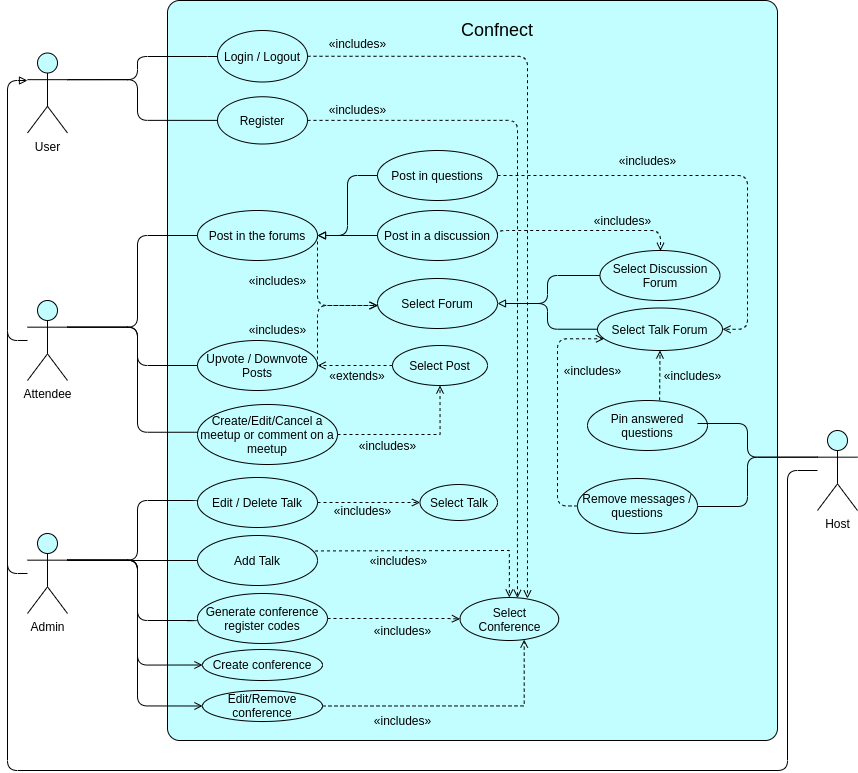 Confnect
Login / Logout
«includes»
User
Register
«includes»
Post in questions
«includes»
Post in the forums
Post in a discussion
«includes»
«includes»
Select Discussion
Forum
Select Forum
«includes»
Select Talk Forum
Attendee
Upvote / Downvote
Posts
«extends»
Select Post
«includes»
«includes»
Create/Edit/Cancel a
meetup or comment on a
meetup
«includes»
Pin answered
questions
Edit / Delete Talk
«includes»
Select Talk
Remove messages /
questions
Host
Add Talk
«includes»
Admin
Generate conference
register codes
«includes»
Select
Conference
Create conference
Edit/Remove
conference
«includes»